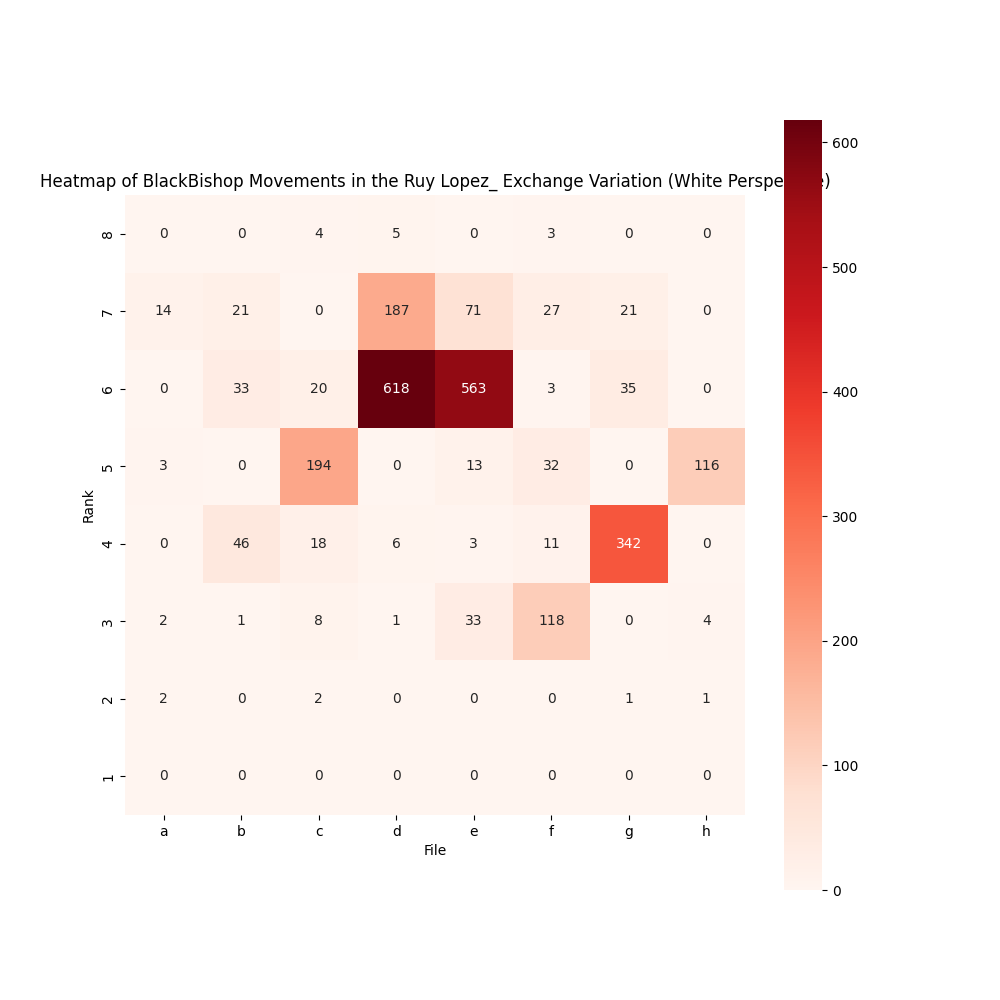 Heatmap of BlackBishop Movements in the Ruy Lopez_ Exchange Variation (White Perspe e)
600
500
400
300
200
100
0
Rank
8 0 0 4 5 0 3 0 0
7 14 21 0 187 71 27 21 0
6 0 33 20 618 563 3 35 0
5 3 0 194 0 13 32 0 116
4 0 46 18 6 3 11 342 0
3 2 1 8 1 33 118 0 4
2 2 0 2 0 0 0 1 1
1 0 0 0 0 0 0 0 0
a b c d e f g h
File